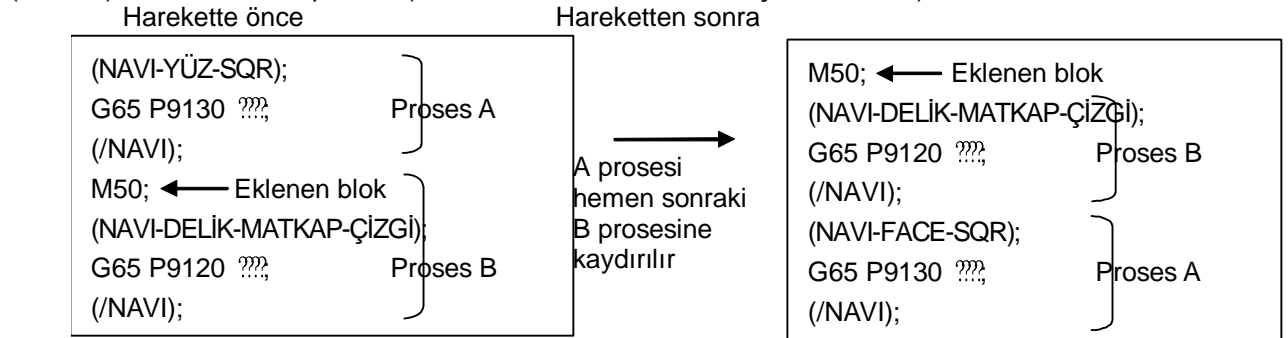 Harekette önce
Hareketten sonra
(NAVI-YÜZ-SQR);
G65 P9130 ????; Proses A
(/NAVI);
M50; Eklenen blok
(NAVI-DELİK-MATKAP-ÇİZGİ);
G65 P9120 ????; Proses B
(/NAVI);
A prosesi
hemen sonraki
B prosesine
kaydırılır
M50; Eklenen blok
(NAVI-DELİK-MATKAP-ÇİZGİ);
G65 P9120 ????; Proses B
(/NAVI);
(NAVI-FACE-SQR);
G65 P9130 ????; Proses A
(/NAVI);